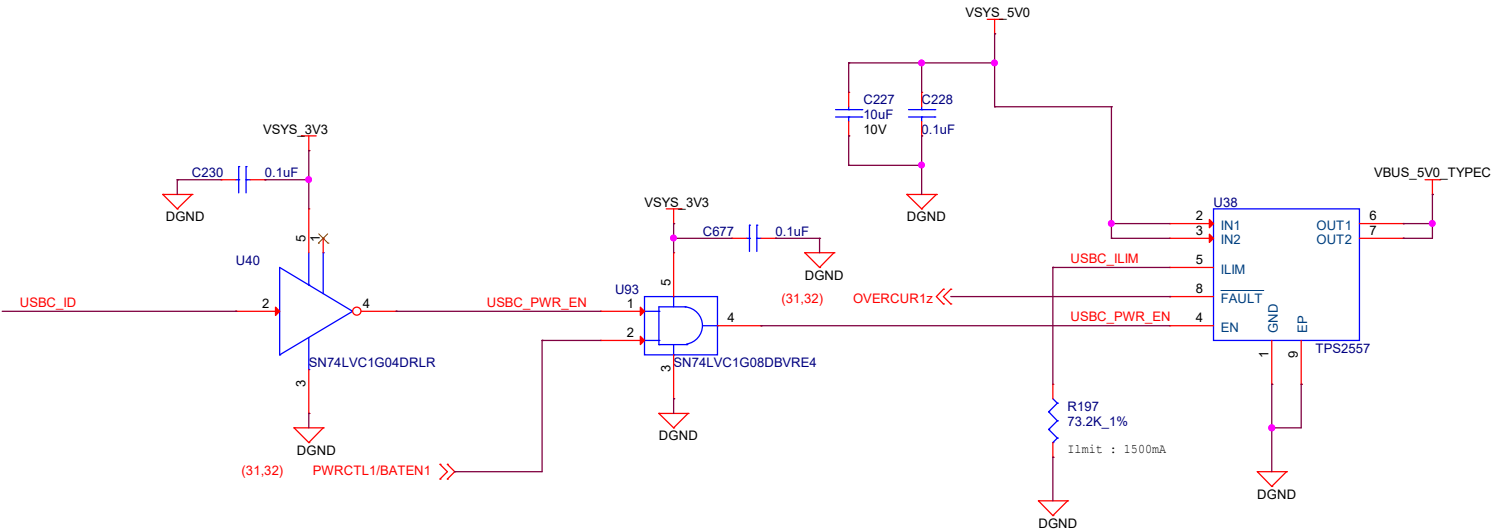 VSYS_5V0
C227
10uF
10V
C228
0.1uF
DGND
VSYS_3V3
C230
0.1uF
DGND
5
1
U40
USBC_ID
2
4
SN74LVC1G04DRLR
3
DGND
USBC_PWR_EN
VSYS_3V3
C677
0.1uF
DGND
5
U93
1
2
4
SN74LVC1G08DBVRE4
3
DGND
(31,32)
PWRCTL1/BATEN1
(31,32)
OVERCUR1z
USBC_ILIM
USBC_PWR_EN
VBUS_5V0_TYPEC
U38
2
IN1
3
IN2
5
ILIM
8
FAULT
4
EN
OUT1
6
OUT2
7
GND
EP
1
9
TPS2557
DGND
R197
73.2K_1%
Ilmit : 1500mA
DGND